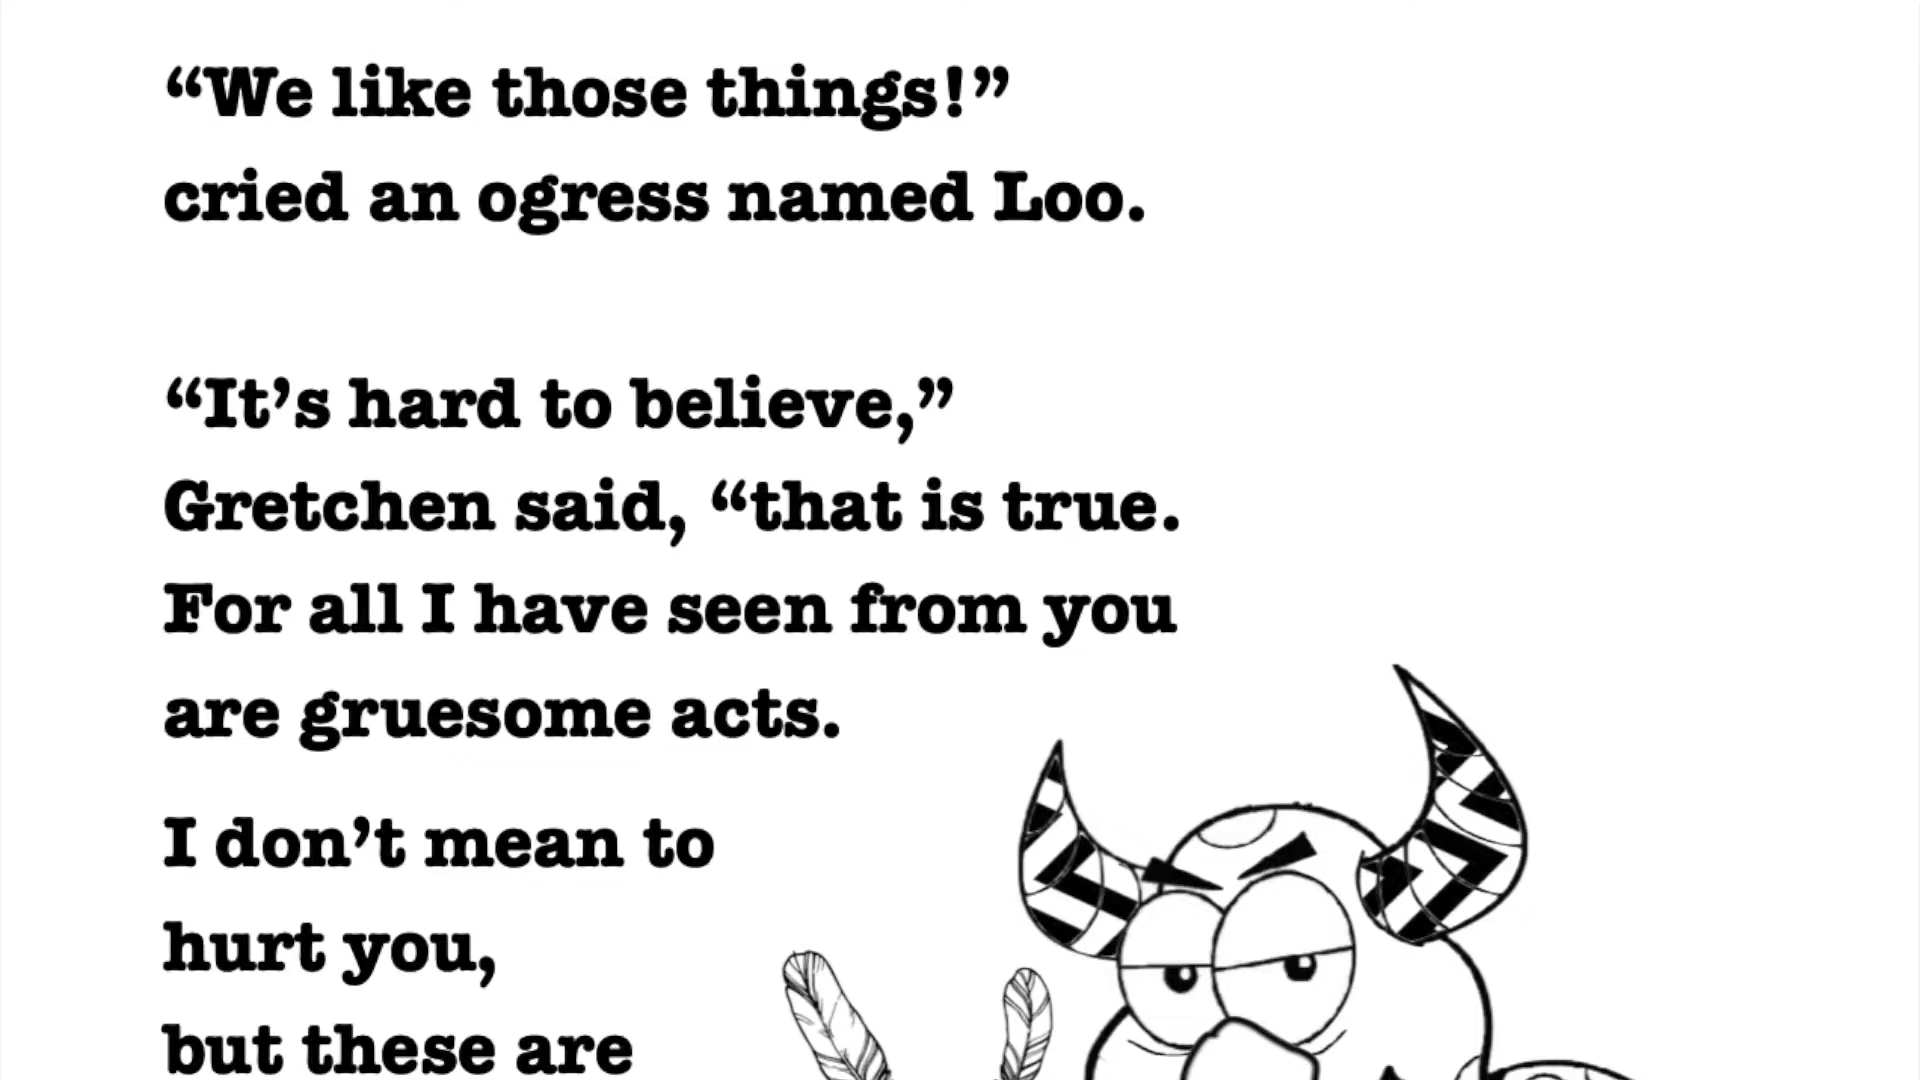 “We like those things!”
cried an ogress named Loo.
“It’s hard to believe,”
Gretchen said, “that is true.
For all I have seen from you
are gruesome acts.
I don’t mean to
hurt you,
but these are